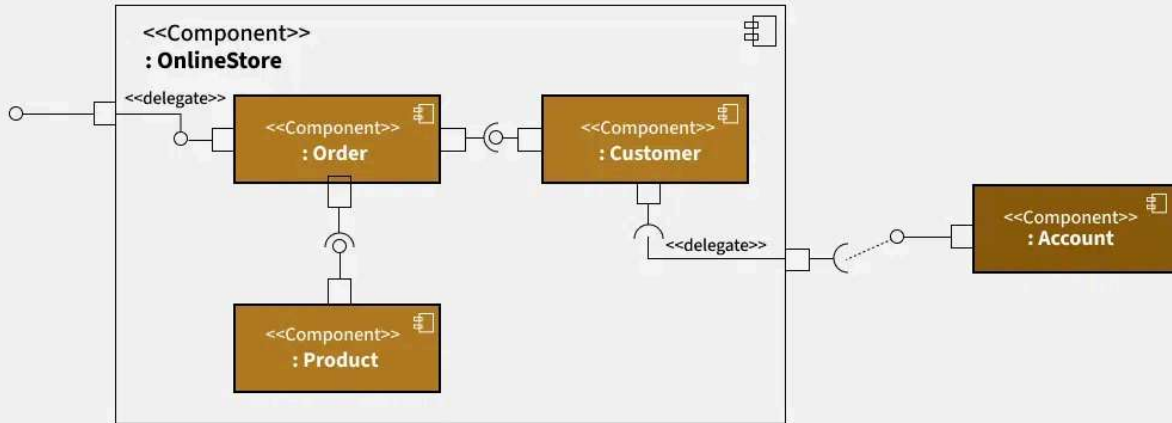 <<Component>>
: OnlineStore
<<delegate>>
<<Component>>
: Order
<<Component>>
: Customer
<<Component>>
: Account
<<delegate>>
<<Component>>
: Product